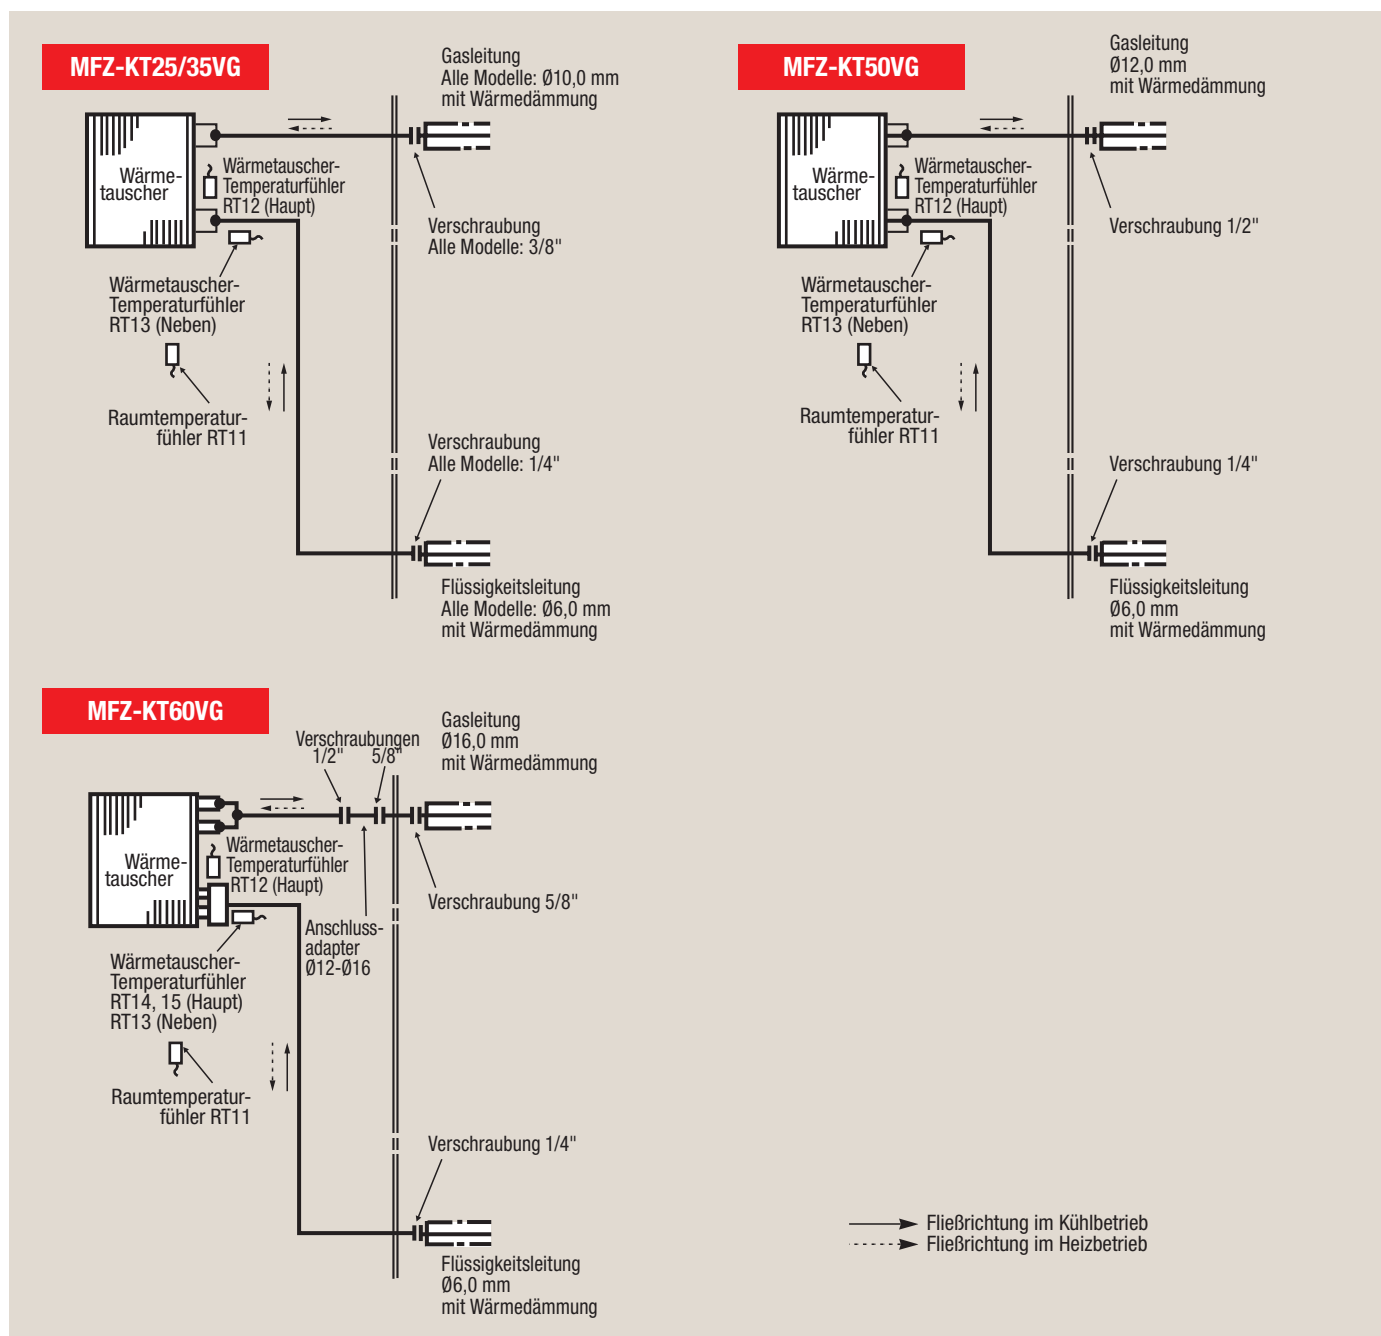 MFZ-KT25/35VG
Gasleitung
Alle Modelle: Ø10,0 mm
mit Wärmedämmung
Wärme-
tauscher
Wärmetauscher-
Temperaturfühler
RT12 (Haupt)
Verschraubung
Alle Modelle: 3/8"
Wärmetauscher-
Temperaturfühler
RT13 (Neben)
Raumtemperatur-
fühler RT11
Verschraubung
Alle Modelle: 1/4"
Flüssigkeitsleitung
Alle Modelle: Ø6,0 mm
mit Wärmedämmung
MFZ-KT50VG
Gasleitung
Ø12,0 mm
mit Wärmedämmung
Wärme-
tauscher
Wärmetauscher-
Temperaturfühler
RT12 (Haupt)
Verschraubung 1/2"
Wärmetauscher-
Temperaturfühler
RT13 (Neben)
Raumtemperatur-
fühler RT11
Verschraubung 1/4"
Flüssigkeitsleitung
Ø6,0 mm
mit Wärmedämmung
MFZ-KT60VG
Verschraubungen
1/2" 5/8"
Gasleitung
Ø16,0 mm
mit Wärmedämmung
Wärme-
tauscher
Wärmetauscher-
Temperaturfühler
RT12 (Haupt)
Verschraubung 5/8"
Anschluss-
adapter
Ø12-Ø16
Wärmetauscher-
Temperaturfühler
RT14, 15 (Haupt)
RT13 (Neben)
Raumtemperatur-
fühler RT11
Verschraubung 1/4"
Flüssigkeitsleitung
Ø6,0 mm
mit Wärmedämmung
Fließrichtung im Kühlbetrieb
Fließrichtung im Heizbetrieb